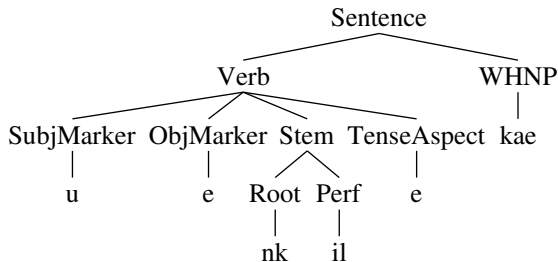 Sentence
Verb WHNP
SubjMarker ObjMarker Stem TenseAspect kae
u e Root Perf e
nk il